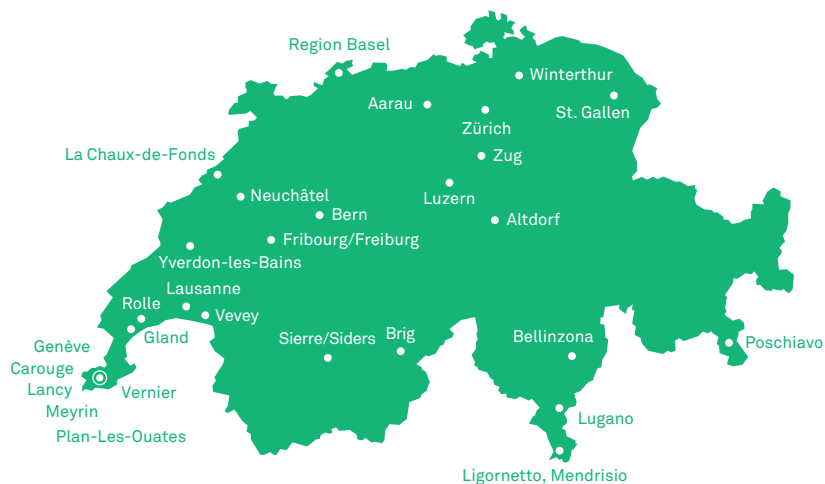 Region Basel
Winterthur
Aarau
St. Gallen
Zürich
La Chaux-de-Fonds
Zug
Neuchâtel
Luzern
Bern
Altdorf
Fribourg/Freiburg
Yverdon-les-Bains
Lausanne
Rolle
Vevey
Gland
Sierre/Siders
Brig
Bellinzona
Poschiavo
Genève
Carouge
Lancy
Vernier
Meyrin
Plan-Les-Ouates
Lugano
Ligornetto, Mendrisio